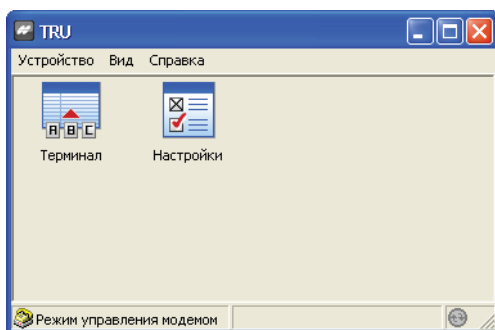 TRU
Устройство Вид Справка
A B C
Терминал Настройки
Режим управления модемом